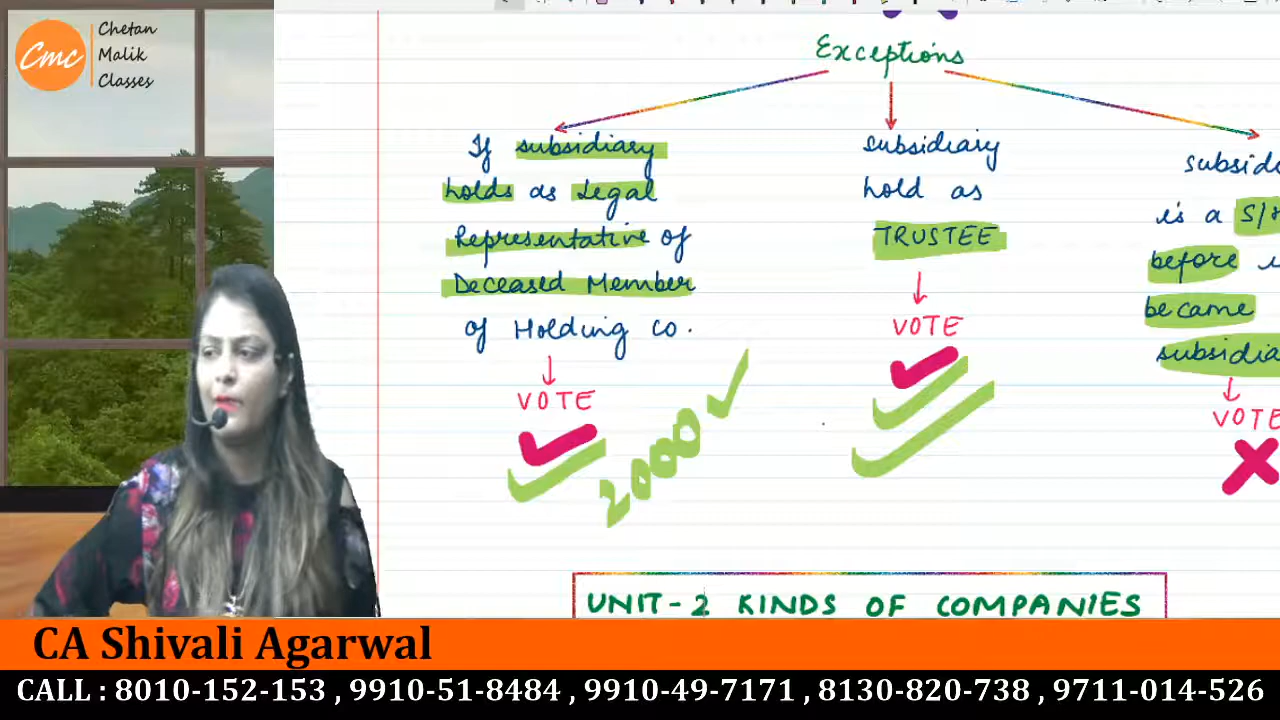 Cmc
Chetan
Malik
Classes
Exceptions
If subsidiary
holds as Legal
Representative of
Deceased Member
of Holding co.
VOTE
2000
subsidiary
hold as
TRUSTEE
VOTE
is a
before
became
VOTE
UNIT-2 KINDS OF COMPANIES
CA Shivali Agarwal
CALL : 8010-152-153 , 9910-51-8484 , 9910-49-7171 , 8130-820-738 , 9711-014-526